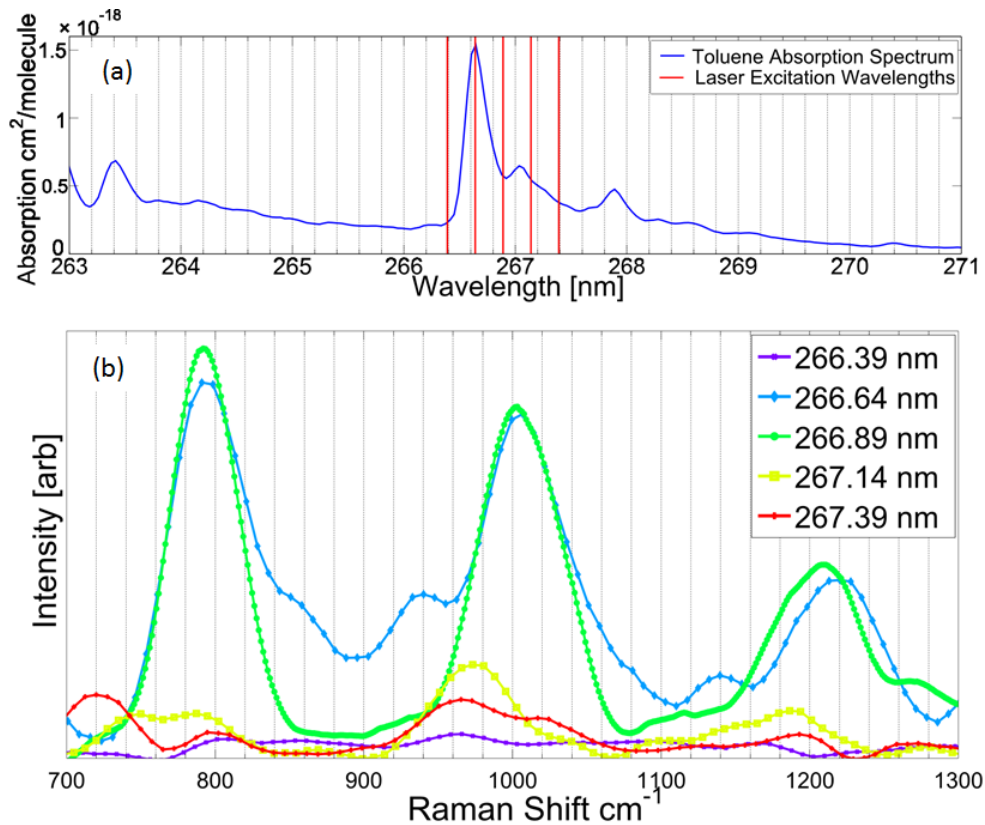 × 10⁻¹⁸
(a)
Toluene Absorption Spectrum
Laser Excitation Wavelengths
Absorption cm²/molecule
1.5
1
0.5
0
263 264 265 266 267 268 269 270 271
Wavelength [nm]
(b)
266.39 nm
266.64 nm
266.89 nm
267.14 nm
267.39 nm
Intensity [arb]
700 800 900 1000 1100 1200 1300
Raman Shift cm⁻¹